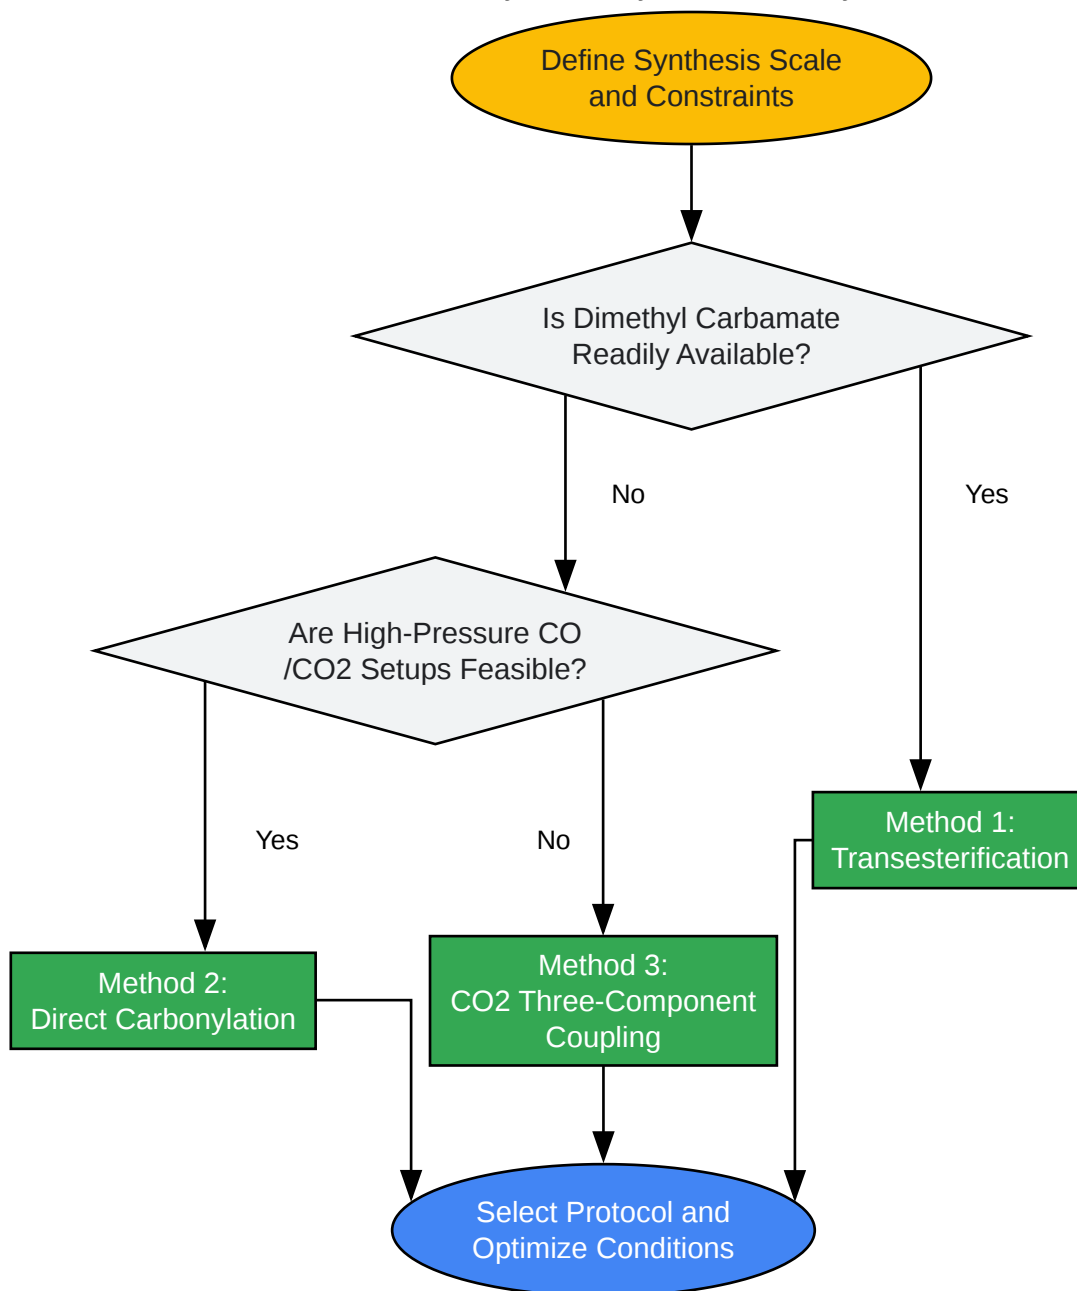 Define Synthesis Scale
and Constraints
Is Dimethyl Carbamate
Readily Available?
No
Yes
Are High-Pressure CO
/CO2 Setups Feasible?
Yes
No
Method 1:
Transesterification
Method 2:
Direct Carbonylation
Method 3:
CO2 Three-Component
Coupling
Select Protocol and
Optimize Conditions